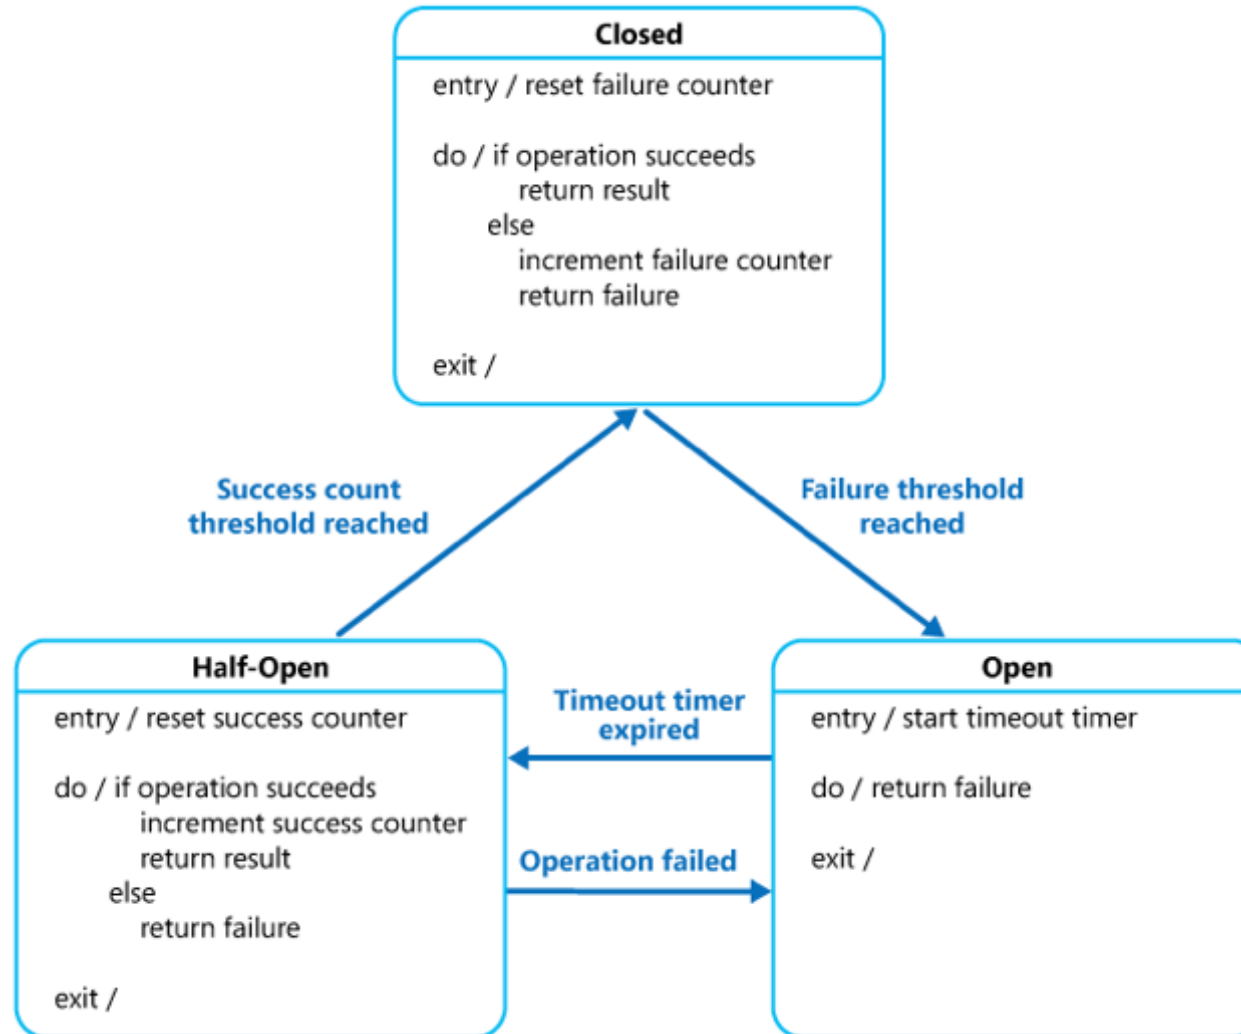 Closed
entry / reset failure counter
do / if operation succeeds
return result
else
increment failure counter
return failure
exit /
Success count
threshold reached
Failure threshold
reached
Half-Open
entry / reset success counter
do / if operation succeeds
increment success counter
return result
else
return failure
exit /
Timeout timer
expired
Operation failed
Open
entry / start timeout timer
do / return failure
exit /